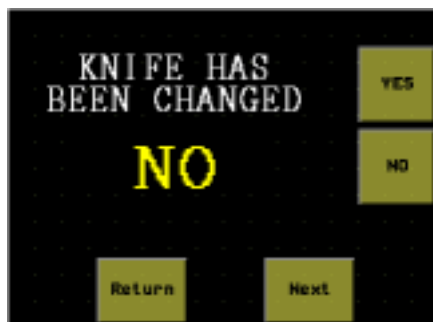 KNIFE HAS
BEEN CHANGED
YES
NO
NO
Return
Next